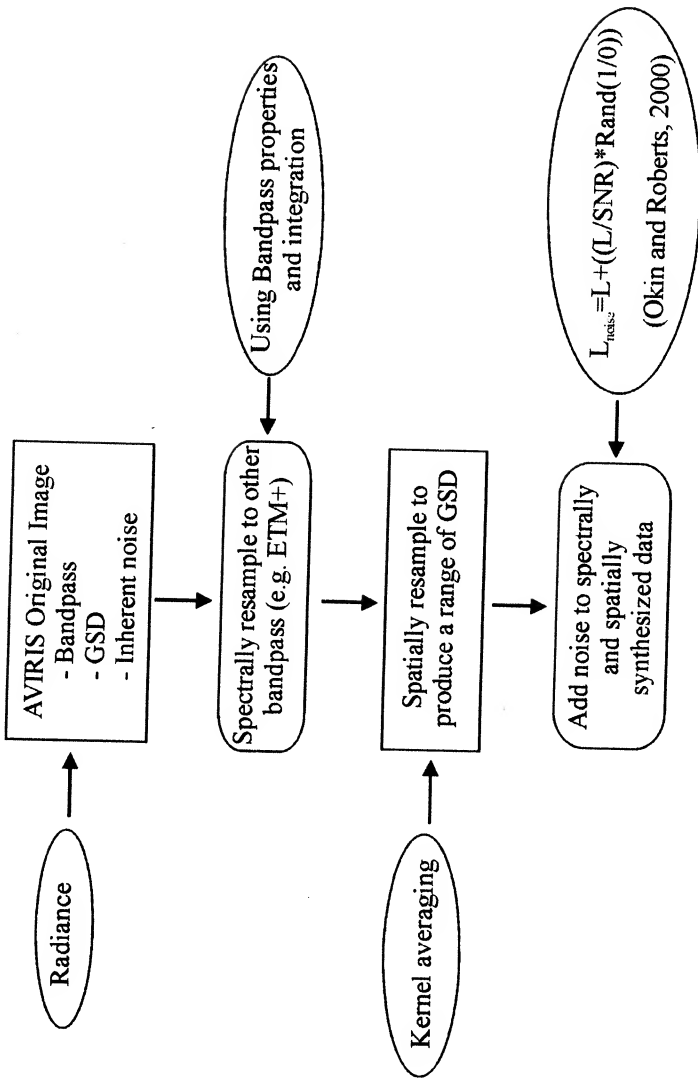 Radiance
AVIRIS Original Image
- Bandpass
- GSD
- Inherent noise
Spectrally resample to other
bandpass (e.g. ETM+)
Using Bandpass properties
and integration
Kernel averaging
Spatially resample to
produce a range of GSD
Add noise to spectrally
and spatially
synthesized data
Lnoise=L+((L/SNR)*Rand(1/0))
(Okin and Roberts, 2000)